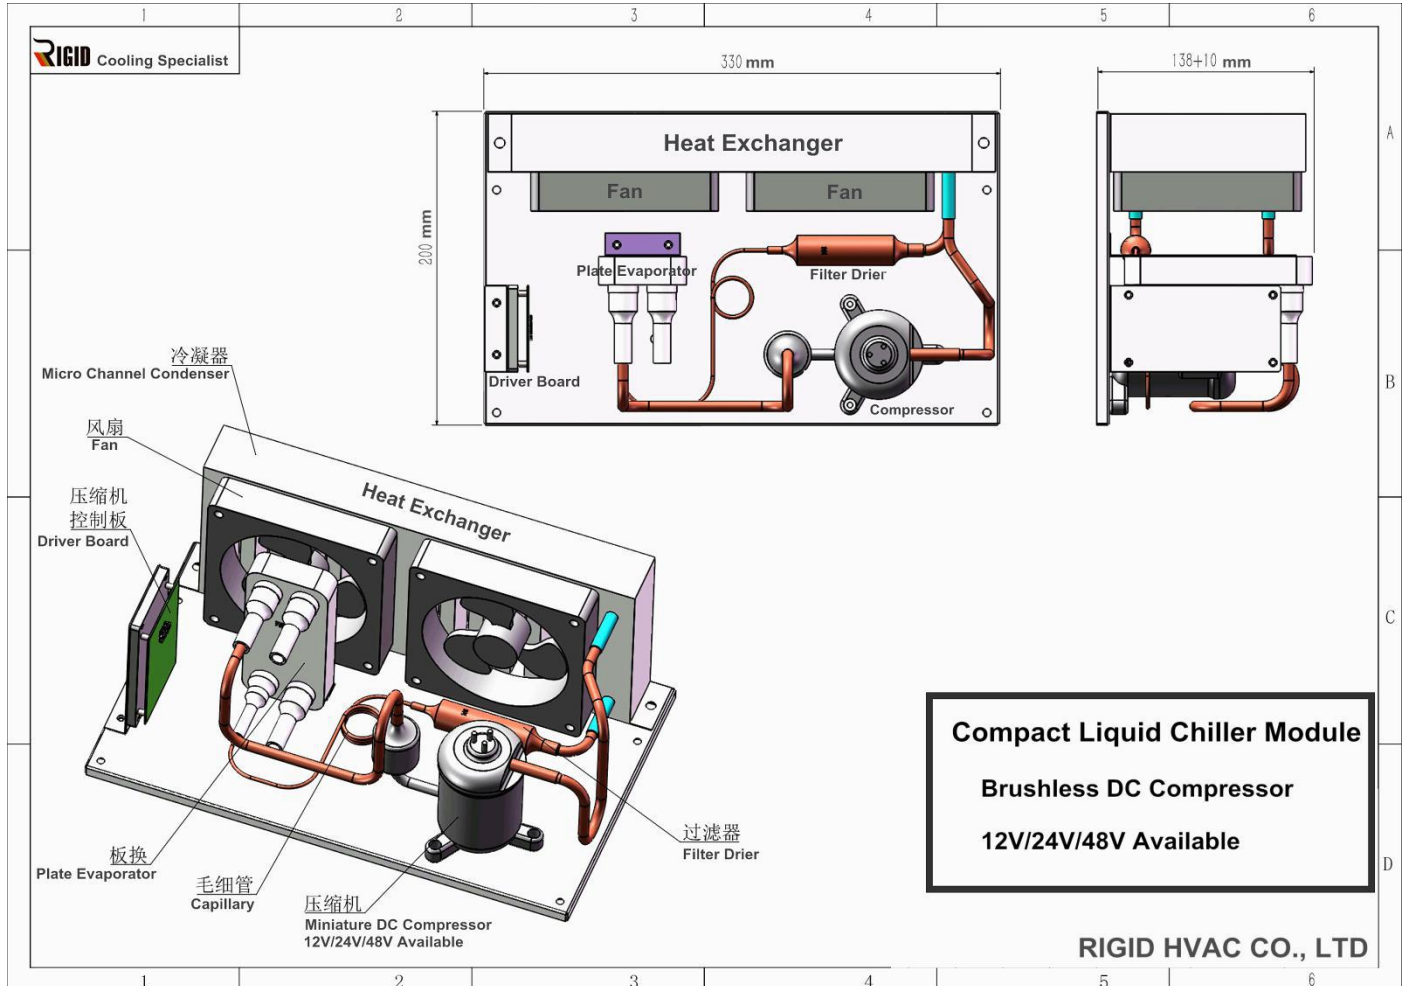 1 2 3 4 5 6
RIGID Cooling Specialist
330 mm
138+10 mm
200 mm
Heat Exchanger
Fan Fan
Plate Evaporator
Filter Drier
Driver Board
Compressor
A
B
C
D
冷凝器
Micro Channel Condenser
风扇
Fan
压缩机
控制板
Driver Board
Heat Exchanger
板换
Plate Evaporator
毛细管
Capillary
压缩机
Miniature DC Compressor
12V/24V/48V Available
过滤器
Filter Drier
Compact Liquid Chiller Module
Brushless DC Compressor
12V/24V/48V Available
RIGID HVAC CO., LTD
1 2 3 4 5 6